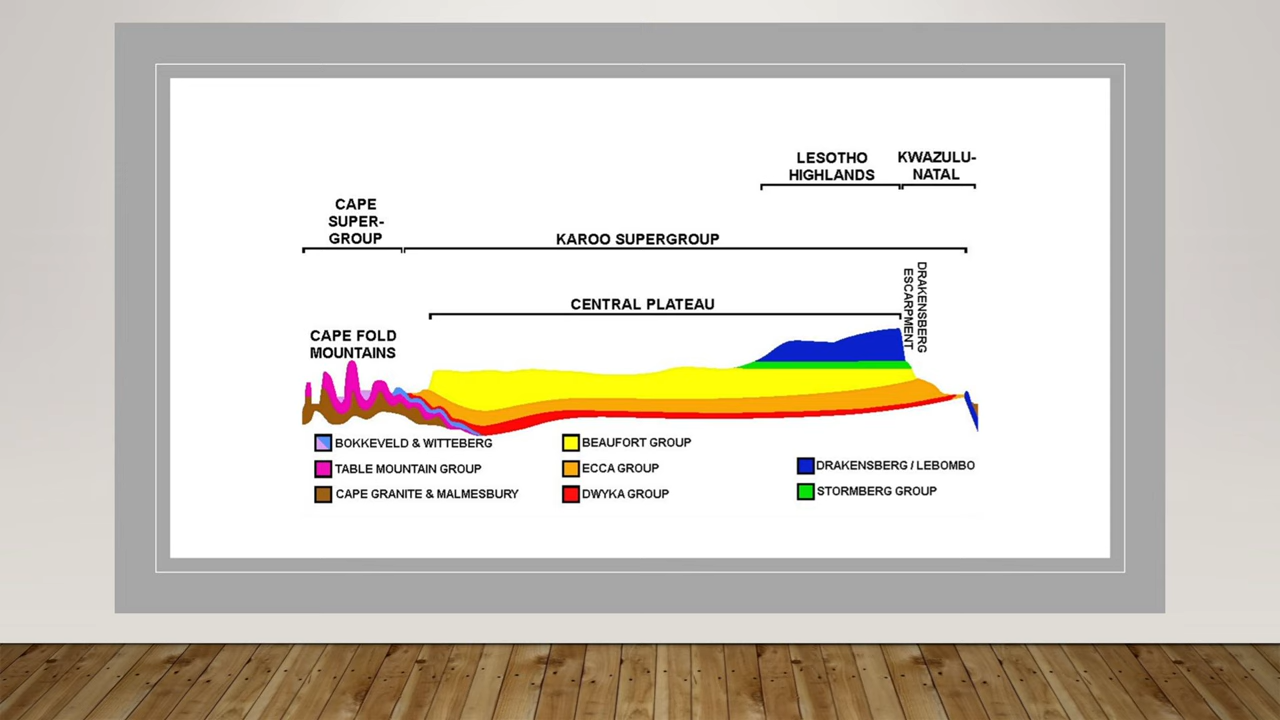 LESOTHO
HIGHLANDS
KWAZULU-
NATAL
CAPE
SUPER-
GROUP
KAROO SUPERGROUP
CENTRAL PLATEAU
DRAKENSBERG
ESCARPMENT
CAPE FOLD
MOUNTAINS
BOKKEVELD & WITTEBERG
TABLE MOUNTAIN GROUP
CAPE GRANITE & MALMESBURY
BEAUFORT GROUP
ECCA GROUP
DWYKA GROUP
DRAKENSBERG / LEBOMBO
STORMBERG GROUP